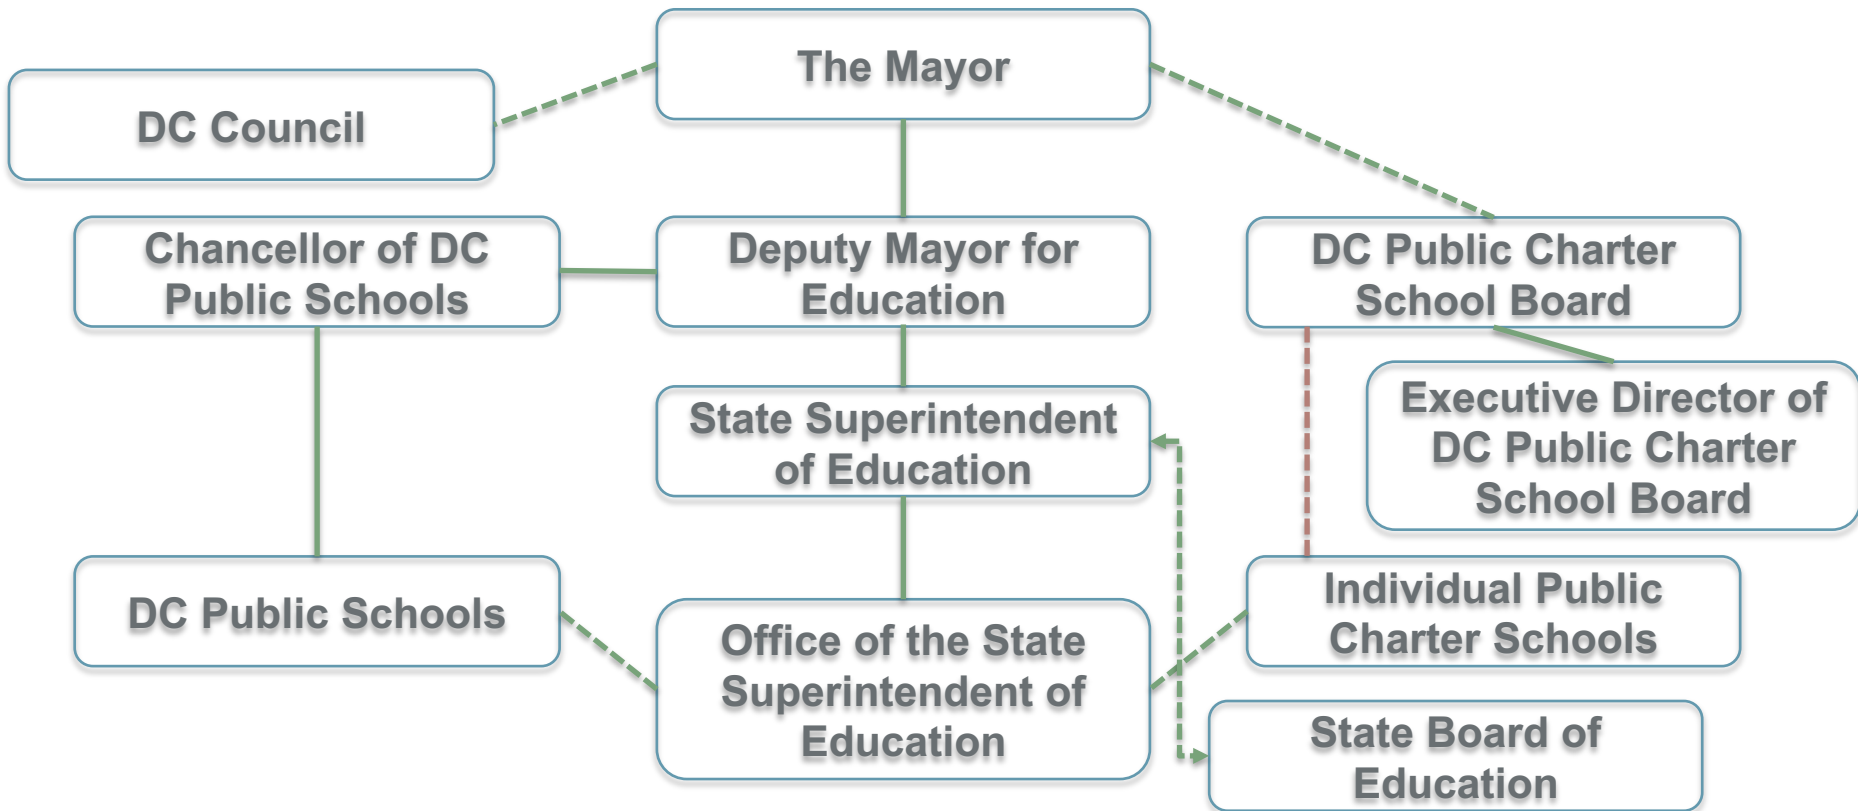 The Mayor
DC Council
Chancellor of DC
Public Schools
Deputy Mayor for
Education
DC Public Charter
School Board
State Superintendent
of Education
Executive Director of
DC Public Charter
School Board
DC Public Schools
Office of the State
Superintendent of
Education
Individual Public
Charter Schools
State Board of
Education